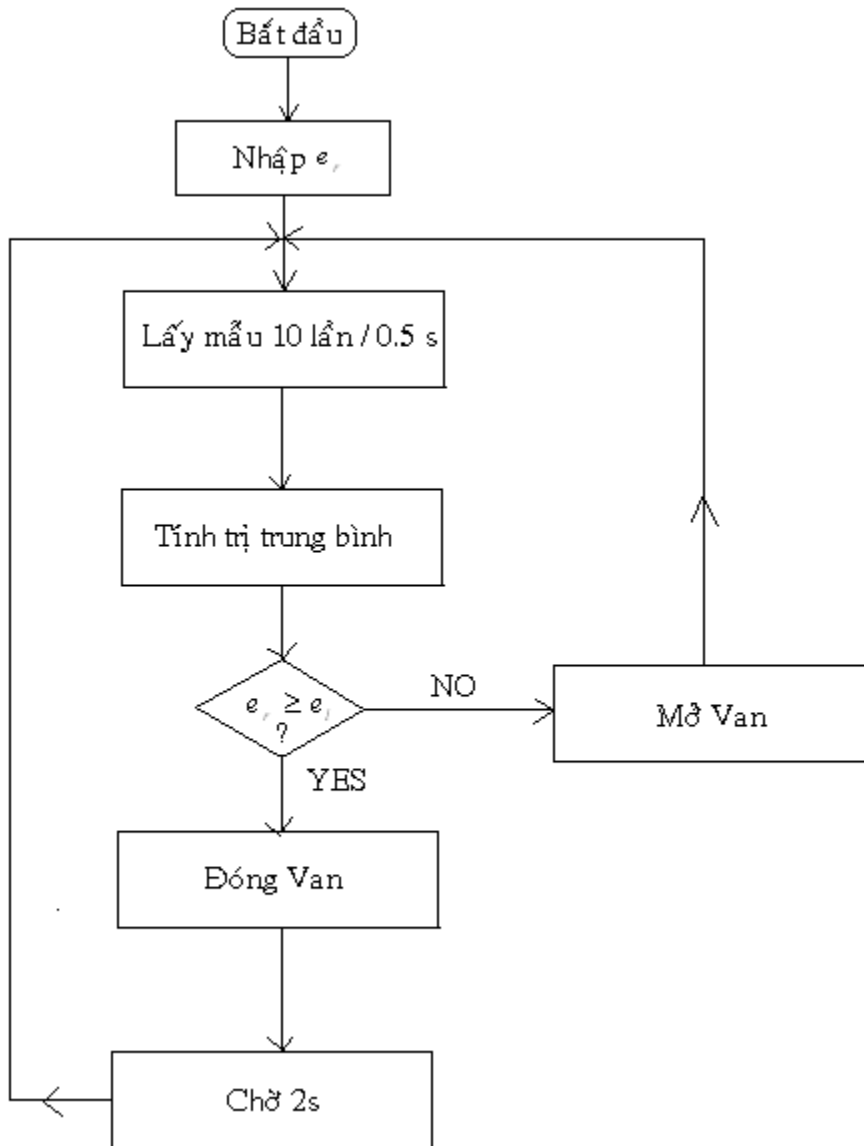 Bất đầu
Nhập e
Lấy mẫu 10 lần / 0.5 s
Tính trị trung bình
e ≥ e
?
NO
Mở Van
YES
Đóng Van
Chờ 2s